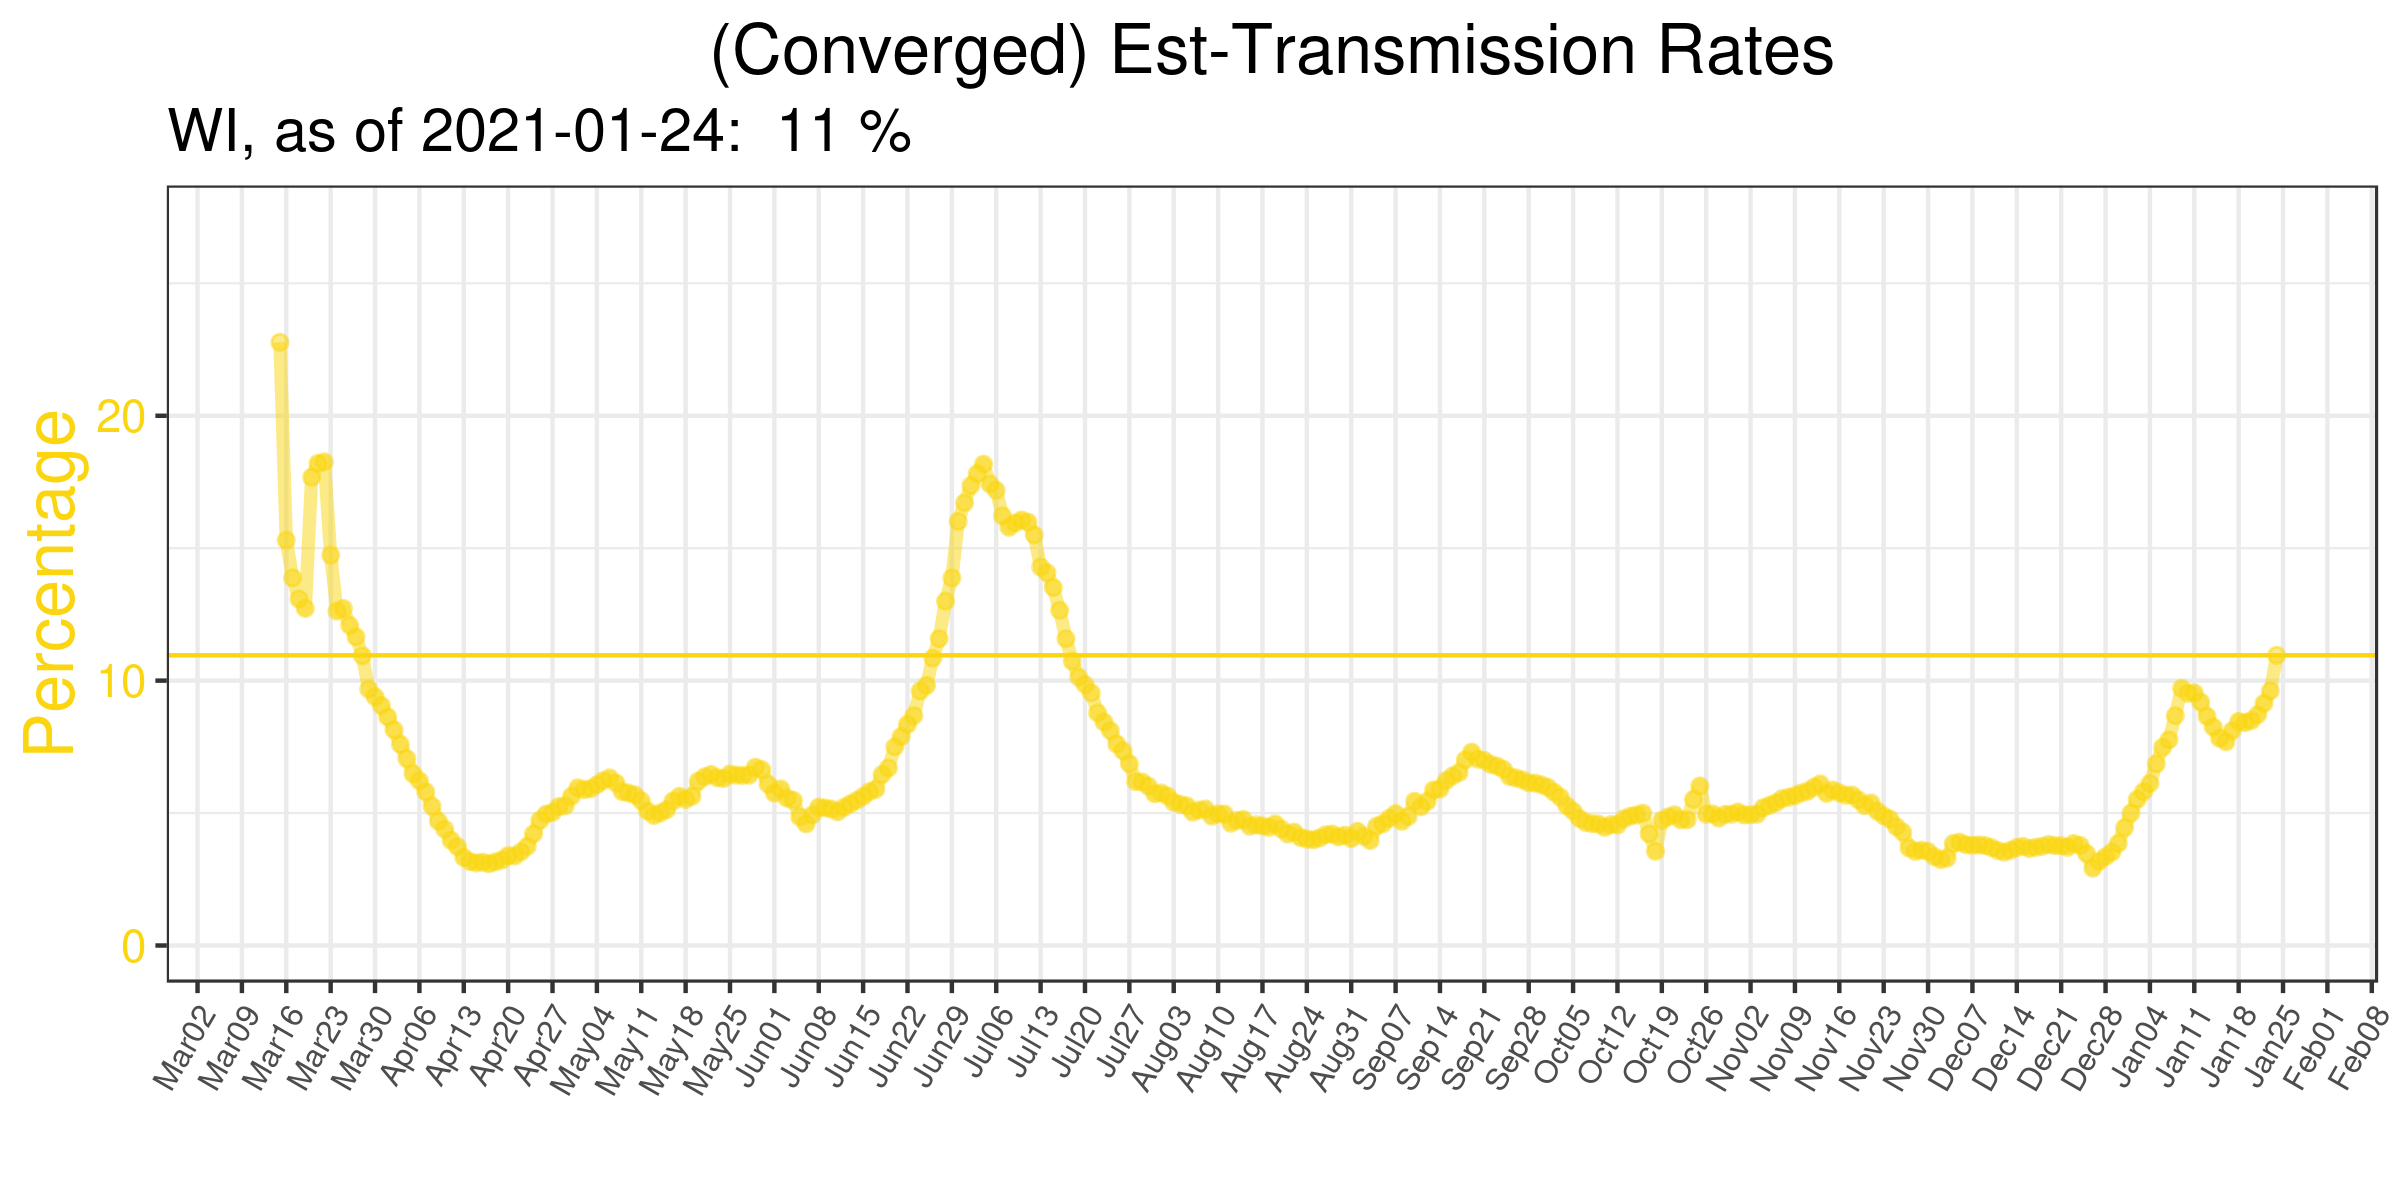 (Converged) Est-Transmission Rates
WI, as of 2021-01-24:  11 %
Percentage
20
10
0
Mar02
Mar09
Mar16
Mar23
Mar30
Apr06
Apr13
Apr20
Apr27
May04
May11
May18
May25
Jun01
Jun08
Jun15
Jun22
Jun29
Jul06
Jul13
Jul20
Jul27
Aug03
Aug10
Aug17
Aug24
Aug31
Sep07
Sep14
Sep21
Sep28
Oct05
Oct12
Oct19
Oct26
Nov02
Nov09
Nov16
Nov23
Nov30
Dec07
Dec14
Dec21
Dec28
Jan04
Jan11
Jan18
Jan25
Feb01
Feb08